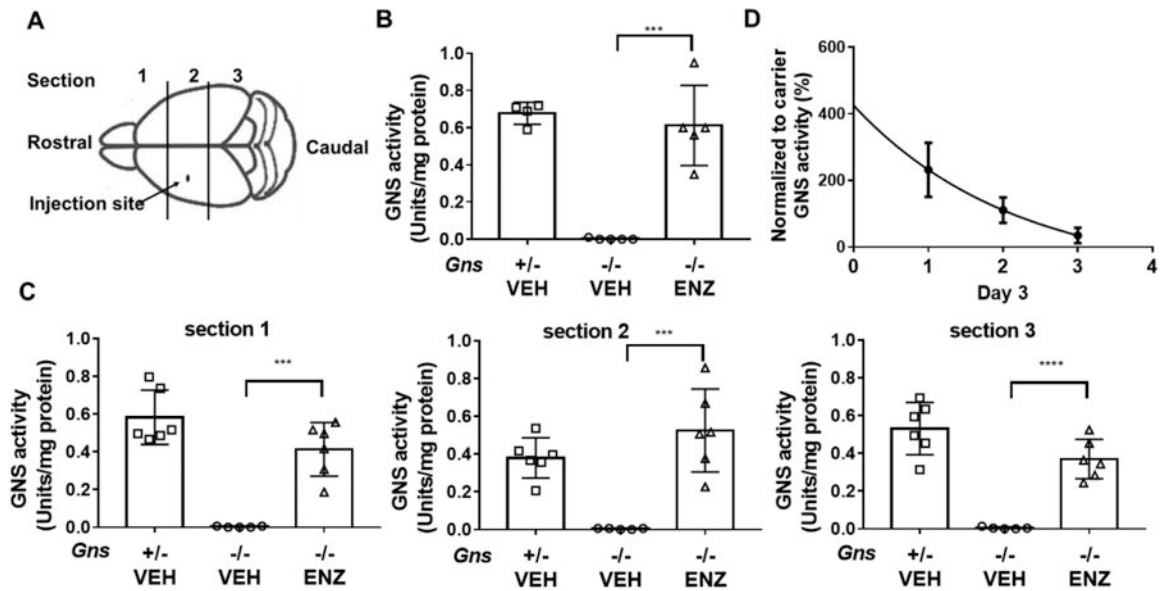 A
Section
1 2 3
Rostral
Caudal
Injection site
B
GNS activity
(Units/mg protein)
1.0
0.8
0.6
0.4
0.2
0.0
***
Gns +/- -/- -/-
VEH VEH ENZ
D
Normalized to carrier
GNS activity (%)
600
400
200
0
0 1 2 3 4
Day 3
C
section 1
GNS activity
(Units/mg protein)
1.0
0.8
0.6
0.4
0.2
0.0
***
Gns +/- -/- -/-
VEH VEH ENZ
section 2
GNS activity
(Units/mg protein)
1.0
0.8
0.6
0.4
0.2
0.0
***
+/- -/- -/-
VEH VEH ENZ
section 3
GNS activity
(Units/mg protein)
1.0
0.8
0.6
0.4
0.2
0.0
****
Gns +/- -/- -/-
VEH VEH ENZ